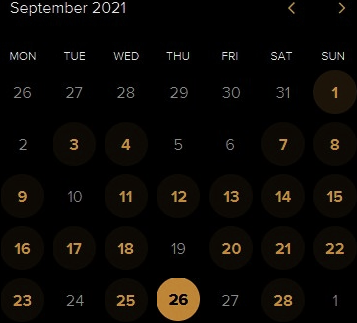 September 2021
MON TUE WED THU FRI SAT SUN
26 27 28 29 30 31 1
2 3 4 5 6 7 8
9 10 11 12 13 14 15
16 17 18 19 20 21 22
23 24 25 26 27 28 1